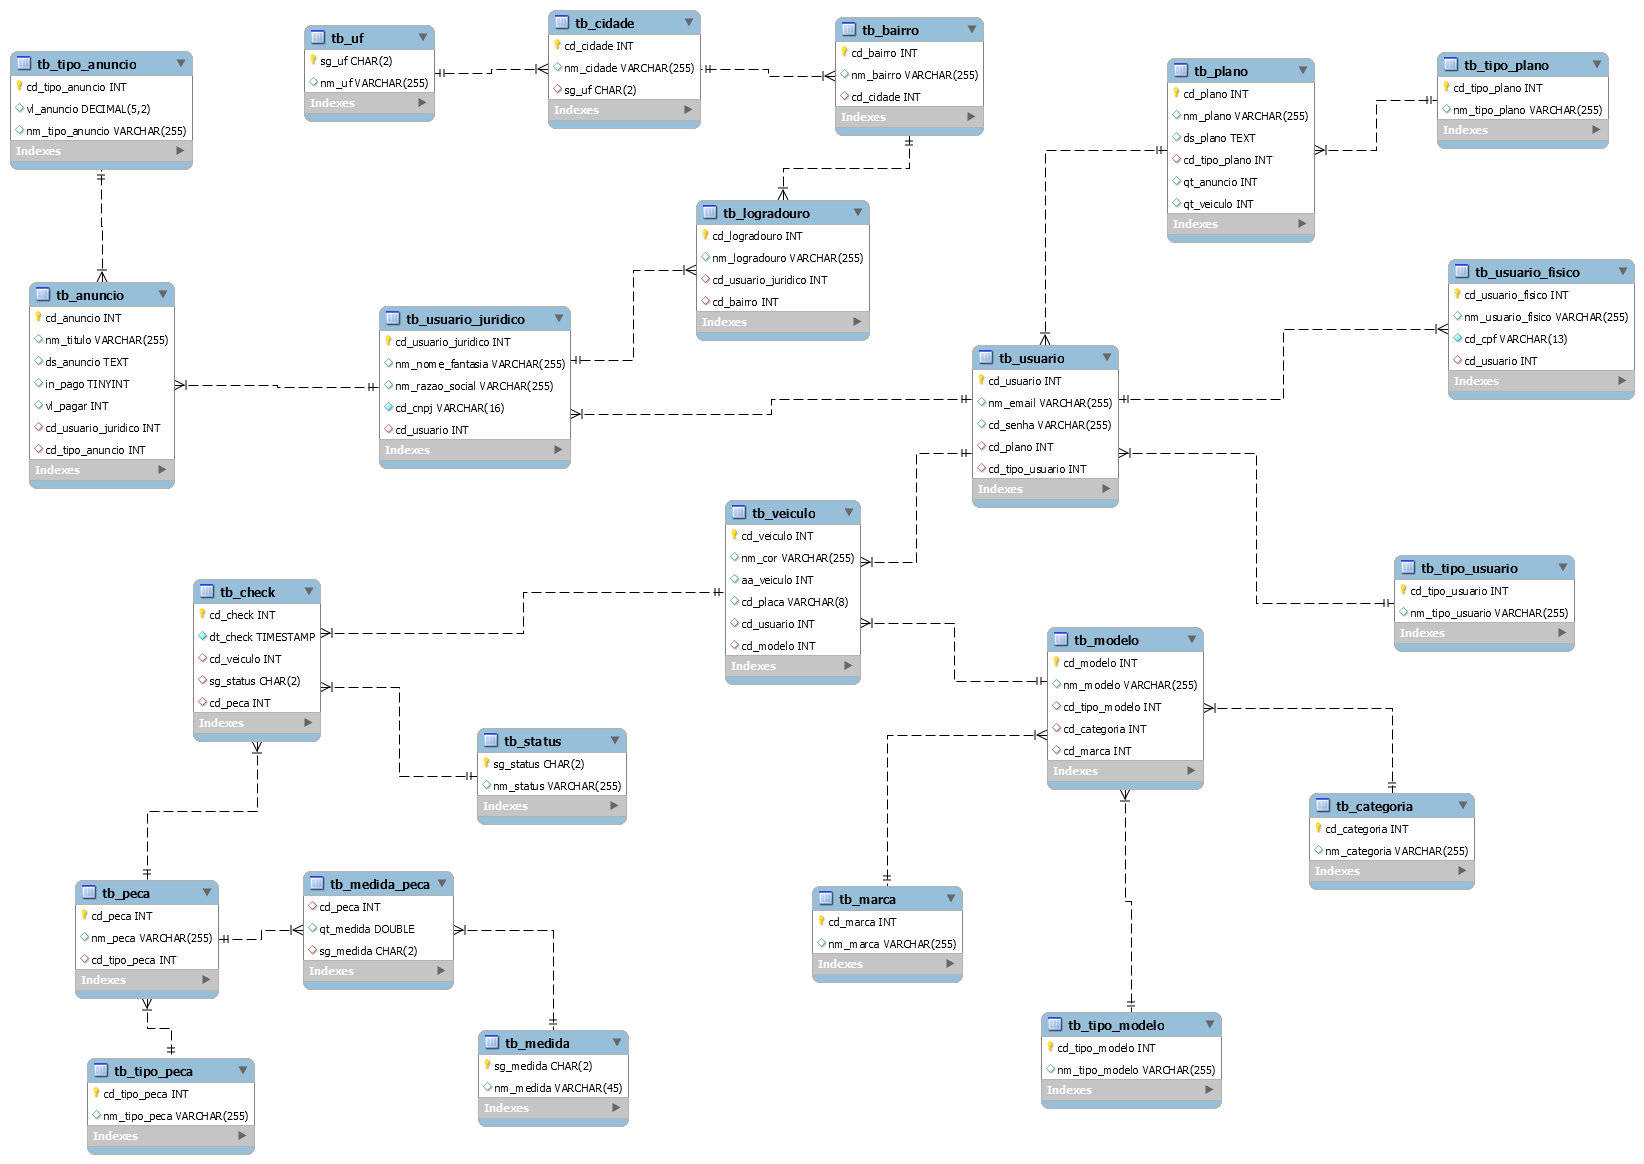 tb_tipo_anuncio
cd_tipo_anuncio INT
vl_anuncio DECIMAL(5,2)
nm_tipo_anuncio VARCHAR(255)
Indexes
tb_uf
sg_uf CHAR(2)
nm_uf VARCHAR(255)
Indexes
tb_cidade
cd_cidade INT
nm_cidade VARCHAR(255)
sg_uf CHAR(2)
Indexes
tb_bairro
cd_bairro INT
nm_bairro VARCHAR(255)
cd_cidade INT
Indexes
tb_plano
cd_plano INT
nm_plano VARCHAR(255)
ds_plano TEXT
cd_tipo_plano INT
qt_anuncio INT
qt_veiculo INT
Indexes
tb_tipo_plano
cd_tipo_plano INT
nm_tipo_plano VARCHAR(255)
Indexes
tb_logradouro
cd_logradouro INT
nm_logradouro VARCHAR(255)
cd_usuario_juridico INT
cd_bairro INT
Indexes
tb_anuncio
cd_anuncio INT
nm_titulo VARCHAR(255)
ds_anuncio TEXT
in_pago TINYINT
vl_pagar INT
cd_usuario_juridico INT
cd_tipo_anuncio INT
Indexes
tb_usuario_juridico
cd_usuario_juridico INT
nm_nome_fantasia VARCHAR(255)
nm_razao_social VARCHAR(255)
cd_cnpj VARCHAR(16)
cd_usuario INT
Indexes
tb_usuario
cd_usuario INT
nm_email VARCHAR(255)
cd_senha VARCHAR(255)
cd_plano INT
cd_tipo_usuario INT
Indexes
tb_usuario_fisico
cd_usuario_fisico INT
nm_usuario_fisico VARCHAR(255)
cd_cpf VARCHAR(13)
cd_usuario INT
Indexes
tb_veiculo
cd_veiculo INT
nm_cor VARCHAR(255)
aa_veiculo INT
cd_placa VARCHAR(8)
cd_usuario INT
cd_modelo INT
Indexes
tb_tipo_usuario
cd_tipo_usuario INT
nm_tipo_usuario VARCHAR(255)
Indexes
tb_check
cd_check INT
dt_check TIMESTAMP
cd_veiculo INT
sg_status CHAR(2)
cd_peca INT
Indexes
tb_modelo
cd_modelo INT
nm_modelo VARCHAR(255)
cd_tipo_modelo INT
cd_categoria INT
cd_marca INT
Indexes
tb_status
sg_status CHAR(2)
nm_status VARCHAR(255)
Indexes
tb_categoria
cd_categoria INT
nm_categoria VARCHAR(255)
Indexes
tb_peca
cd_peca INT
nm_peca VARCHAR(255)
cd_tipo_peca INT
Indexes
tb_medida_peca
cd_peca INT
qt_medida DOUBLE
sg_medida CHAR(2)
Indexes
tb_marca
cd_marca INT
nm_marca VARCHAR(255)
Indexes
tb_medida
sg_medida CHAR(2)
nm_medida VARCHAR(45)
Indexes
tb_tipo_modelo
cd_tipo_modelo INT
nm_tipo_modelo VARCHAR(255)
Indexes
tb_tipo_peca
cd_tipo_peca INT
nm_tipo_peca VARCHAR(255)
Indexes